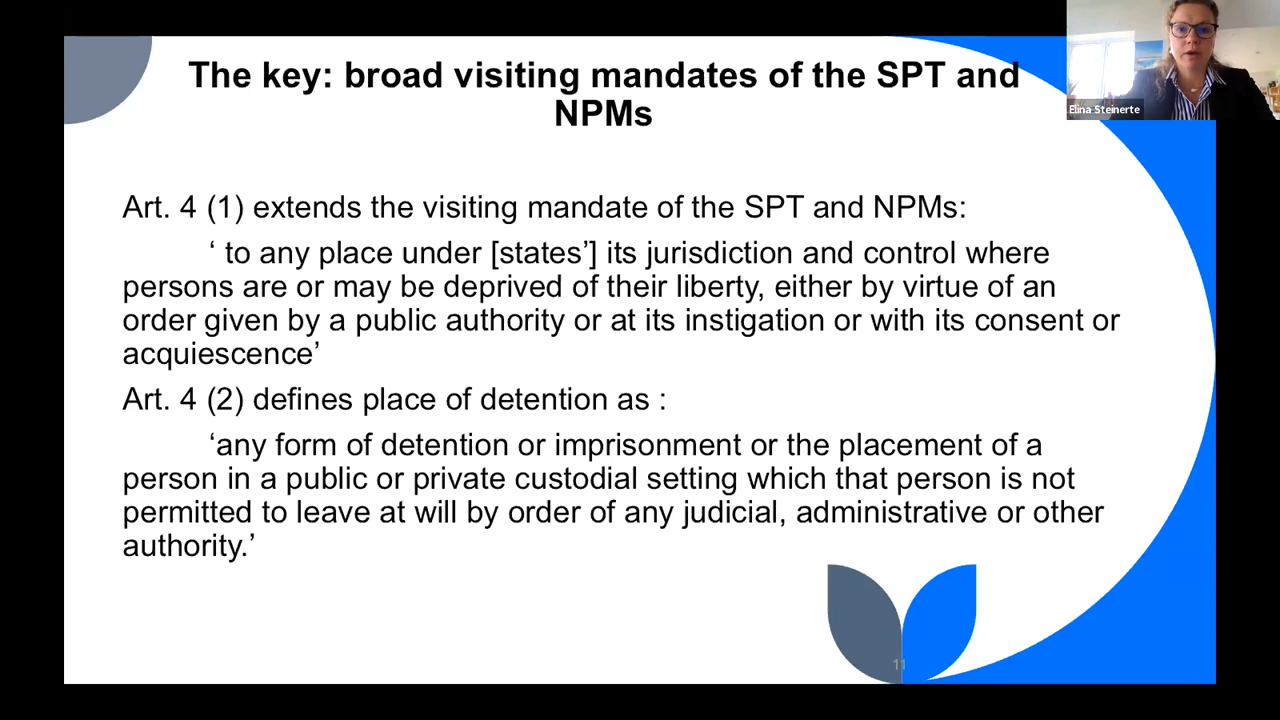 The key: broad visiting mandates of the SPT and
NPMs
Elina Steinerte
Art. 4 (1) extends the visiting mandate of the SPT and NPMs:
‘ to any place under [states’] its jurisdiction and control where
persons are or may be deprived of their liberty, either by virtue of an
order given by a public authority or at its instigation or with its consent or
acquiescence’
Art. 4 (2) defines place of detention as :
‘any form of detention or imprisonment or the placement of a
person in a public or private custodial setting which that person is not
permitted to leave at will by order of any judicial, administrative or other
authority.’
11